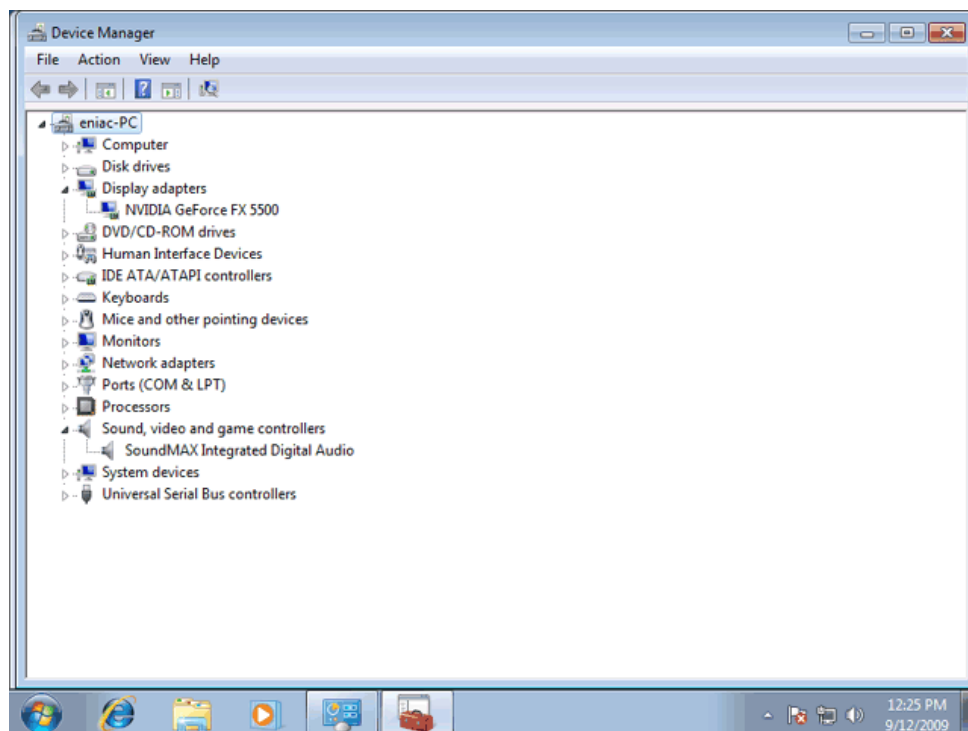 Device Manager
File Action View Help
eniac-PC
Computer
Disk drives
Display adapters
NVIDIA GeForce FX 5500
DVD/CD-ROM drives
Human Interface Devices
IDE ATA/ATAPI controllers
Keyboards
Mice and other pointing devices
Monitors
Network adapters
Ports (COM & LPT)
Processors
Sound, video and game controllers
SoundMAX Integrated Digital Audio
System devices
Universal Serial Bus controllers
12:25 PM
9/12/2009